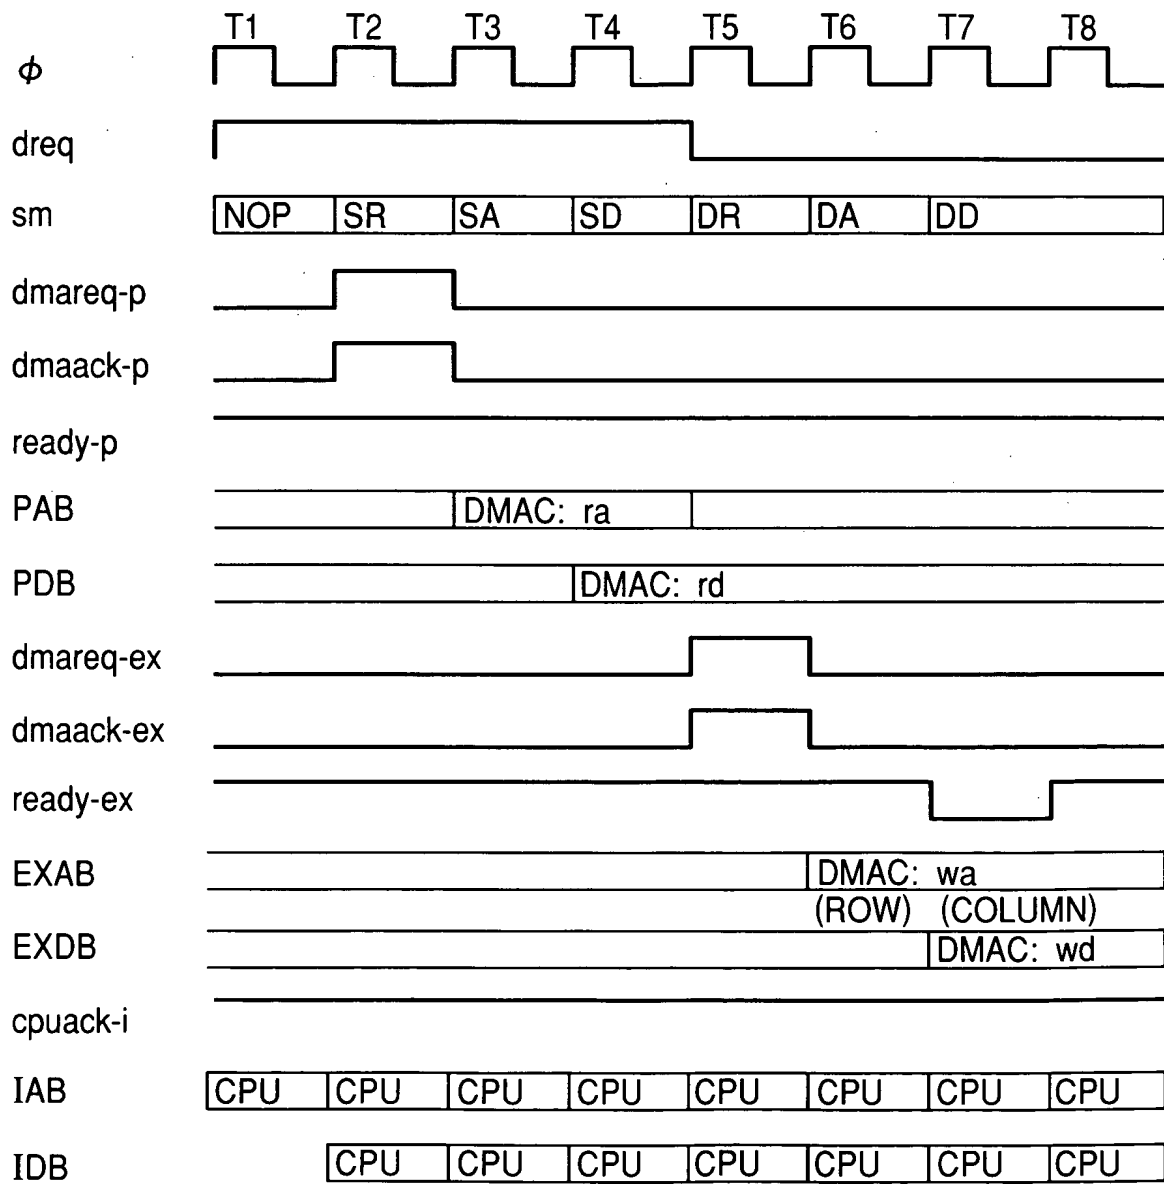 T1 T2 T3 T4 T5 T6 T7 T8
ϕ
dreq
sm NOP SR SA SD DR DA DD
dmareq-p
dmaack-p
ready-p
PAB DMAC: ra
PDB DMAC: rd
dmareq-ex
dmaack-ex
ready-ex
EXAB DMAC: wa
(ROW) (COLUMN)
EXDB DMAC: wd
cpuack-i
IAB CPU CPU CPU CPU CPU CPU CPU CPU
IDB CPU CPU CPU CPU CPU CPU CPU